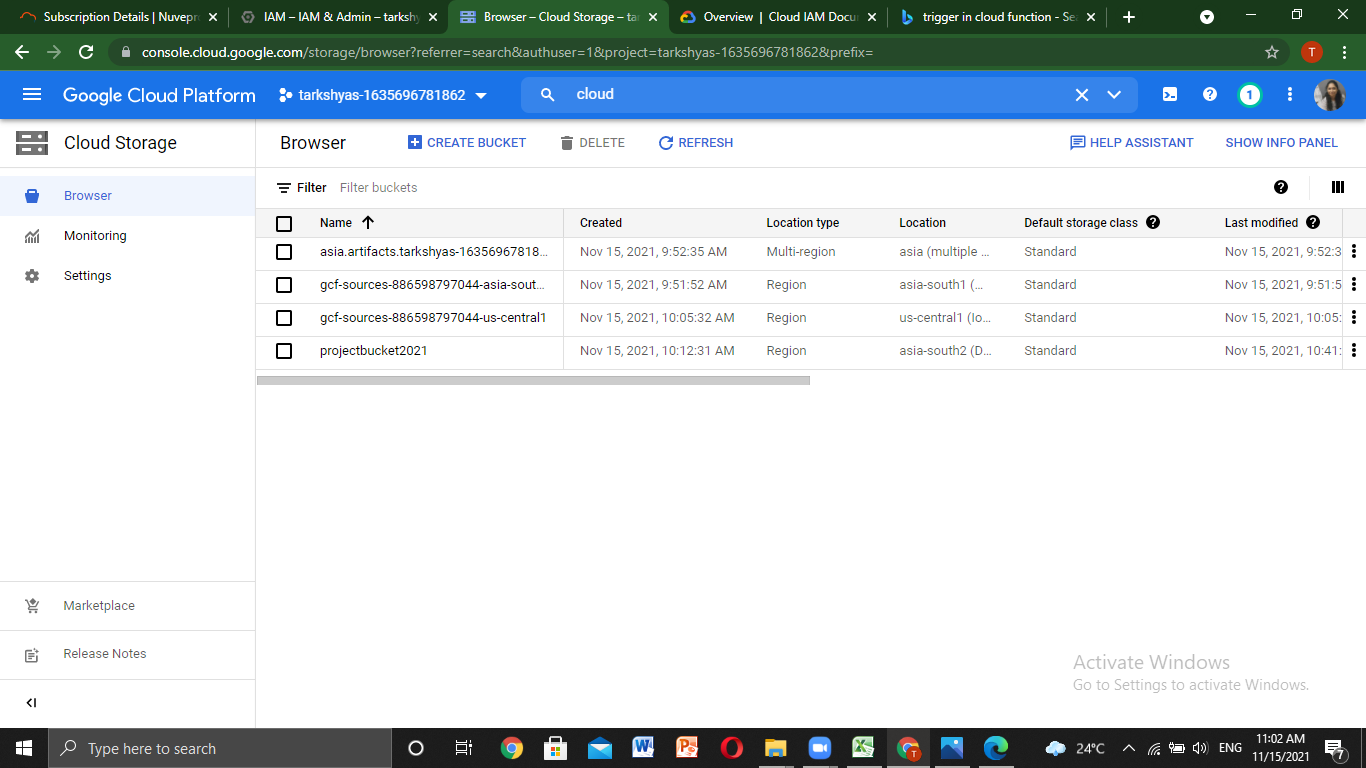 Subscription Details | Nuvepr
IAM – IAM & Admin – tarkshy
Browser – Cloud Storage – ta
Overview | Cloud IAM Docu
trigger in cloud function - Se
console.cloud.google.com/storage/browser?referrer=search&authuser=1&project=tarkshyas-1635696781862&prefix=
T
Google Cloud Platform
tarkshyas-1635696781862
cloud
1
Cloud Storage
Browser
CREATE BUCKET
DELETE
REFRESH
HELP ASSISTANT
SHOW INFO PANEL
Browser
Monitoring
Settings
Filter Filter buckets
Name Created Location type Location Default storage class Last modified
asia.artifacts.tarkshyas-16356967818... Nov 15, 2021, 9:52:35 AM Multi-region asia (multiple ... Standard Nov 15, 2021, 9:52:3
gcf-sources-886598797044-asia-sout... Nov 15, 2021, 9:51:52 AM Region asia-south1 (... Standard Nov 15, 2021, 9:51:5
gcf-sources-886598797044-us-central1 Nov 15, 2021, 10:05:32 AM Region us-central1 (Io... Standard Nov 15, 2021, 10:05:
projectbucket2021 Nov 15, 2021, 10:12:31 AM Region asia-south2 (D... Standard Nov 15, 2021, 10:41:
Marketplace
Release Notes
Activate Windows
Go to Settings to activate Windows.
Type here to search
T
24°C
ENG
11:02 AM
11/15/2021
7